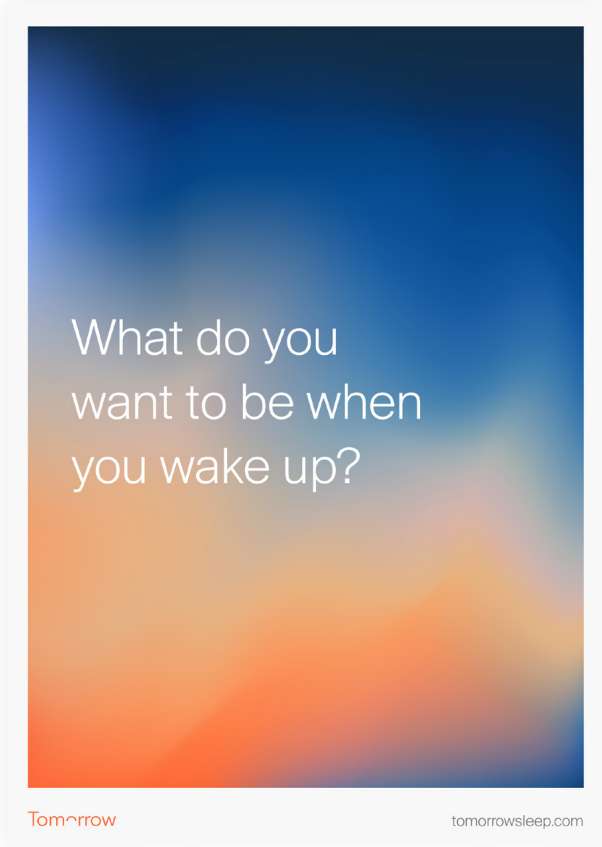 What do you
want to be when
you wake up?
Tomorrow
tomorrowsleep.com